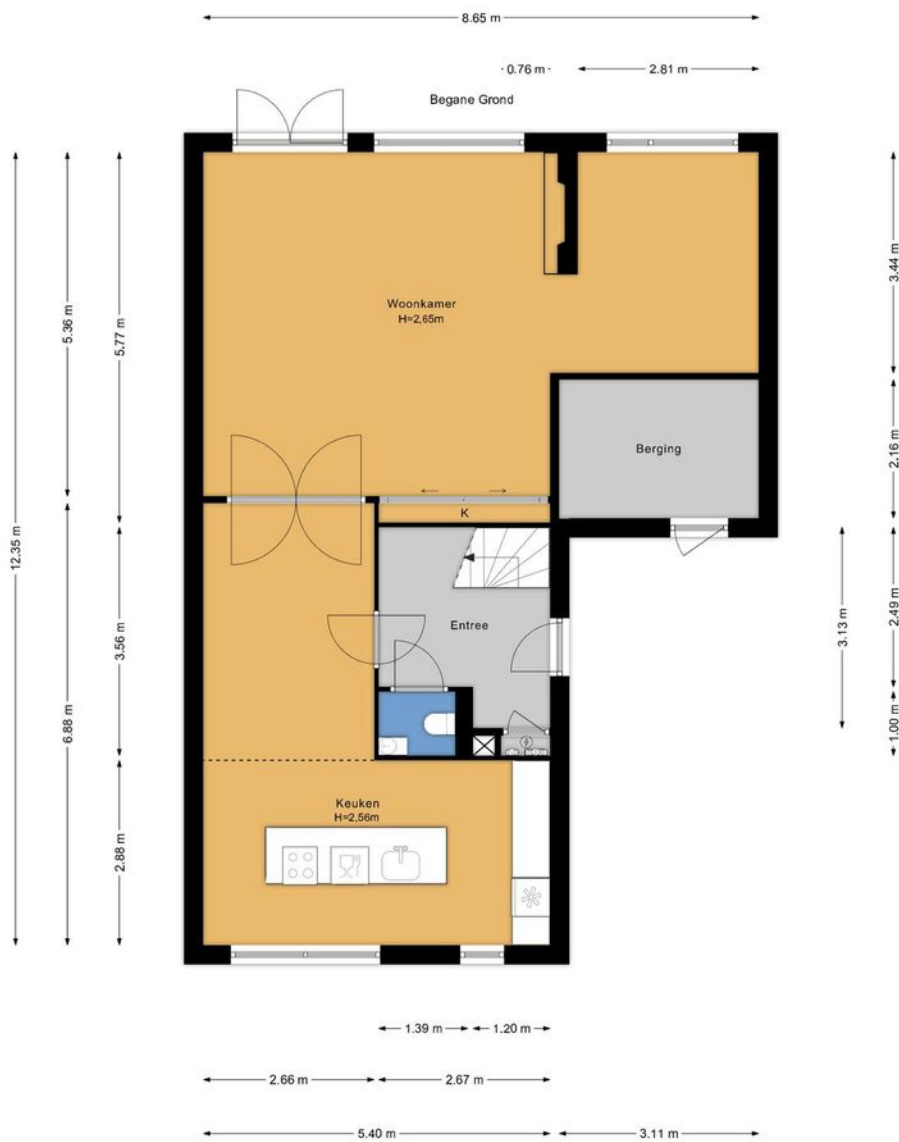 8.65 m
0.76 m
2.81 m
Begane Grond
12.35 m
5.36 m
5.77 m
3.44 m
Woonkamer
H=2,65m
2.16 m
Berging
K
6.88 m
3.56 m
Entree
3.13 m
2.49 m
1.00 m
2.88 m
Keuken
H=2,56m
1.39 m
1.20 m
2.66 m
2.67 m
5.40 m
3.11 m